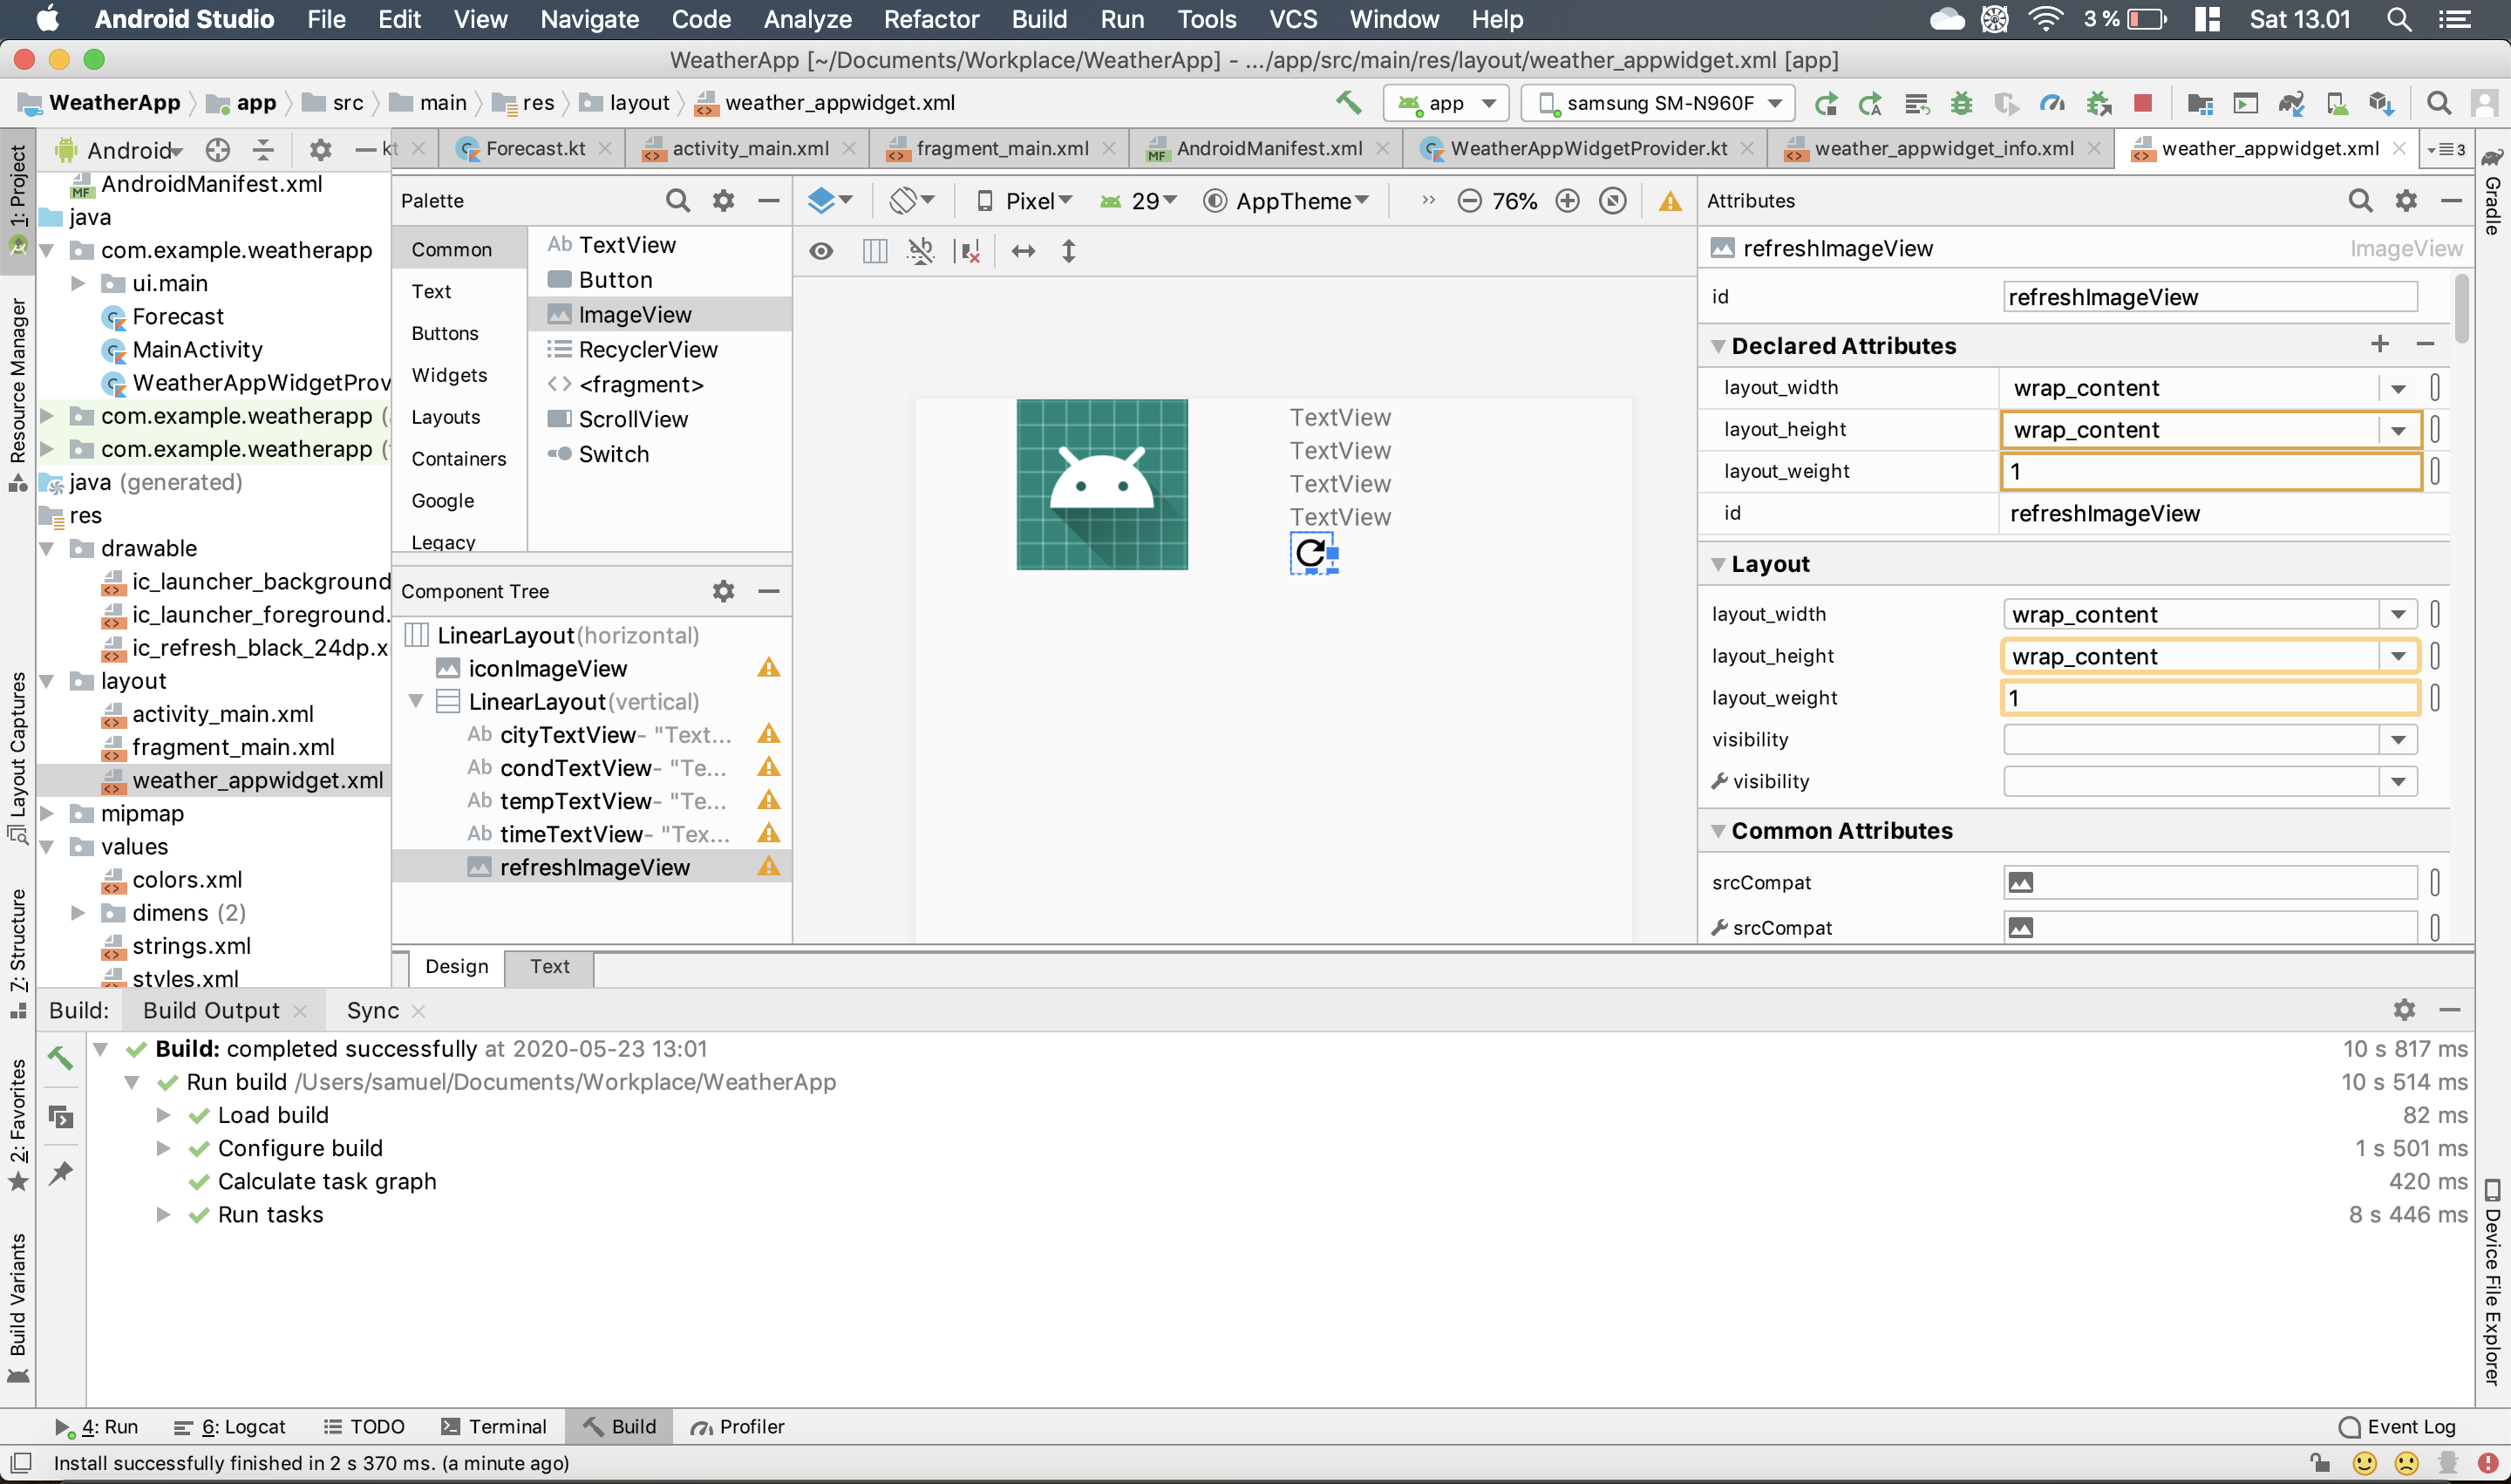 Android Studio File Edit View Navigate Code Analyze Refactor Build Run Tools VCS Window Help 3 % Sat 13.01
WeatherApp [~/Documents/Workplace/WeatherApp] - .../app/src/main/res/layout/weather_appwidget.xml [app]
WeatherApp app src main res layout weather_appwidget.xml app samsung SM-N960F
Android kt Forecast.kt activity_main.xml fragment_main.xml AndroidManifest.xml WeatherAppWidgetProvider.kt weather_appwidget_info.xml weather_appwidget.xml 3
1: Project
Resource Manager
Layout Captures
7: Structure
2: Favorites
Build Variants
AndroidManifest.xml
java
com.example.weatherapp
ui.main
Forecast
MainActivity
WeatherAppWidgetProv
com.example.weatherapp (
com.example.weatherapp (
java (generated)
res
drawable
ic_launcher_background
ic_launcher_foreground.
ic_refresh_black_24dp.x
layout
activity_main.xml
fragment_main.xml
weather_appwidget.xml
mipmap
values
colors.xml
dimens (2)
strings.xml
styles.xml
Palette
Common
Text
Buttons
Widgets
Layouts
Containers
Google
Legacy
Ab TextView
Button
ImageView
RecyclerView
<fragment>
ScrollView
Switch
Component Tree
LinearLayout(horizontal)
iconImageView
LinearLayout(vertical)
Ab cityTextView- "Text...
Ab condTextView- "Te...
Ab tempTextView- "Te...
Ab timeTextView- "Tex...
refreshImageView
Pixel 29 AppTheme 76%
TextView
TextView
TextView
TextView
Attributes
refreshImageView ImageView
id refreshImageView
Declared Attributes
layout_width wrap_content
layout_height wrap_content
layout_weight 1
id refreshImageView
Layout
layout_width wrap_content
layout_height wrap_content
layout_weight 1
visibility
visibility
Common Attributes
srcCompat
srcCompat
Gradle
Device File Explorer
Design Text
Build: Build Output Sync
Build: completed successfully at 2020-05-23 13:01 10 s 817 ms
Run build /Users/samuel/Documents/Workplace/WeatherApp 10 s 514 ms
Load build 82 ms
Configure build 1 s 501 ms
Calculate task graph 420 ms
Run tasks 8 s 446 ms
4: Run 6: Logcat TODO Terminal Build Profiler Event Log
Install successfully finished in 2 s 370 ms. (a minute ago)